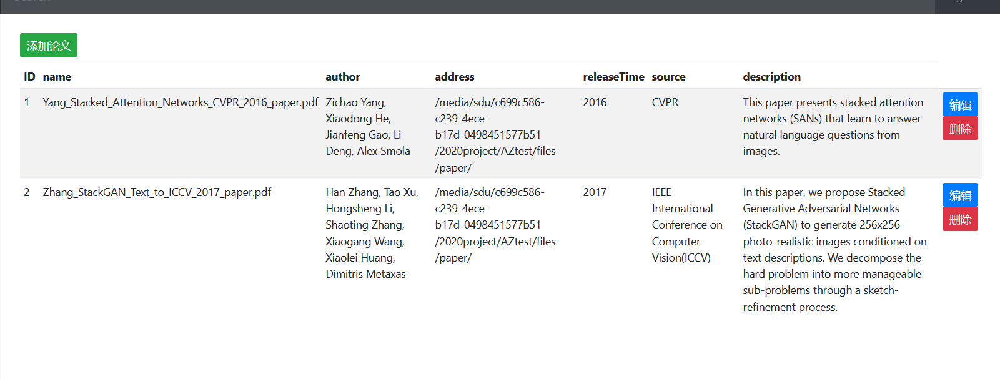 添加论文
ID name author address releaseTime source description
1 Yang_Stacked_Attention_Networks_CVPR_2016_paper.pdf Zichao Yang, /media/sdu/c699c586- 2016 CVPR This paper presents stacked attention 编辑
Xiaodong He, c239-4ece- networks (SANs) that learn to answer
Jianfeng Gao, Li b17d-0498451577b51 natural language questions from 删除
Deng, Alex Smola /2020project/AZtest/files images.
/paper/
2 Zhang_StackGAN_Text_to_ICCV_2017_paper.pdf Han Zhang, Tao Xu, /media/sdu/c699c586- 2017 IEEE In this paper, we propose Stacked 编辑
Hongsheng Li, c239-4ece- International Generative Adversarial Networks
Shaoting Zhang, b17d-0498451577b51 Conference on (StackGAN) to generate 256x256 删除
Xiaogang Wang, /2020project/AZtest/files Computer photo-realistic images conditioned on
Xiaolei Huang, /paper/ Vision(ICCV) text descriptions. We decompose the
Dimitris Metaxas hard problem into more manageable
sub-problems through a sketch-
refinement process.